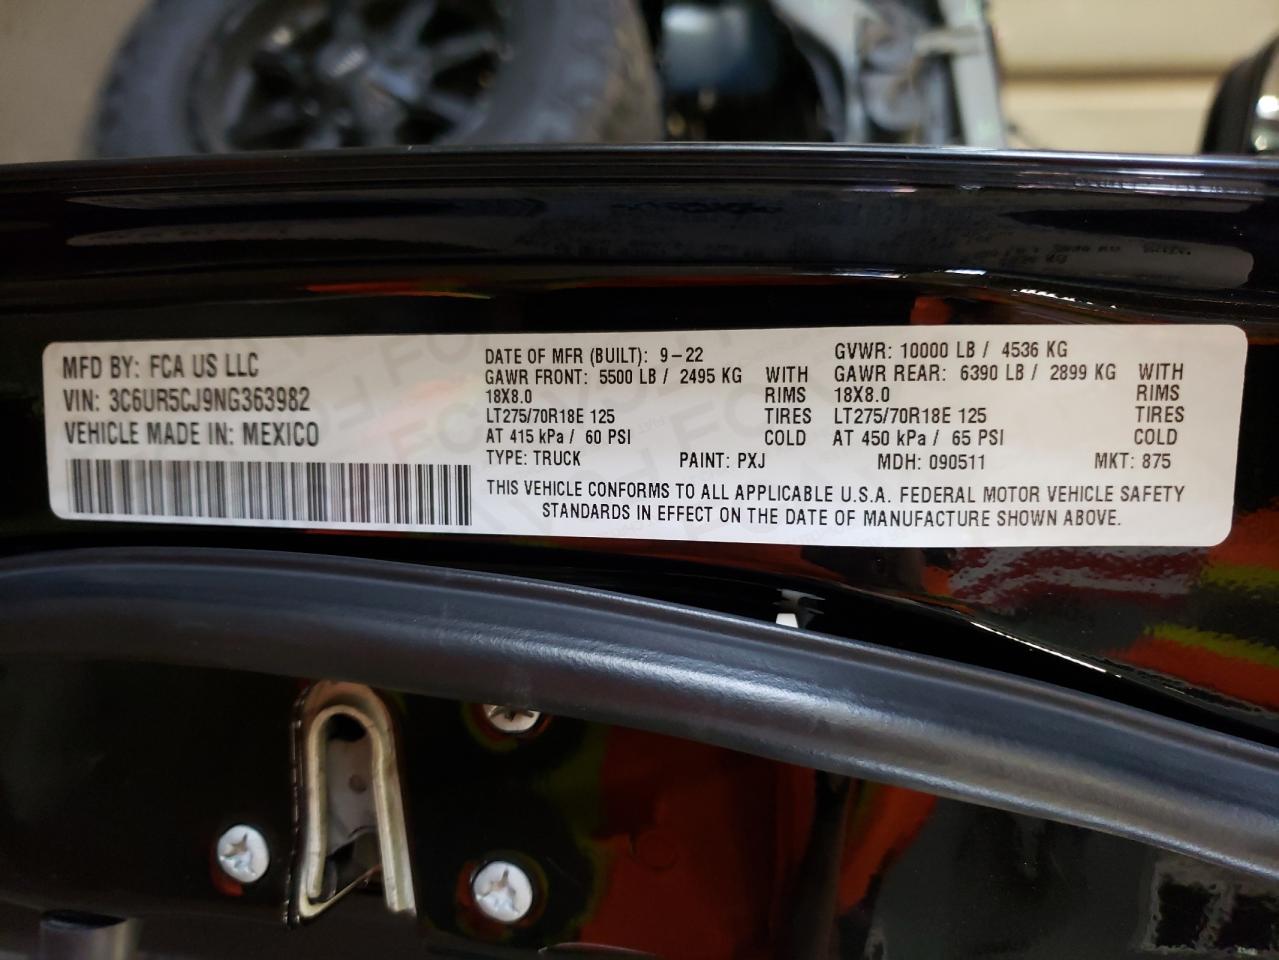 MFD BY: FCA US LLC
VIN: 3C6UR5CJ9NG363982
VEHICLE MADE IN: MEXICO
DATE OF MFR (BUILT): 9-22 GVWR: 10000 LB / 4536 KG
GAWR FRONT: 5500 LB / 2495 KG WITH GAWR REAR: 6390 LB / 2899 KG WITH
18X8.0 RIMS 18X8.0 RIMS
LT275/70R18E 125 TIRES LT275/70R18E 125 TIRES
AT 415 kPa / 60 PSI COLD AT 450 kPa / 65 PSI COLD
TYPE: TRUCK PAINT: PXJ MDH: 090511 MKT: 875
THIS VEHICLE CONFORMS TO ALL APPLICABLE U.S.A. FEDERAL MOTOR VEHICLE SAFETY
STANDARDS IN EFFECT ON THE DATE OF MANUFACTURE SHOWN ABOVE.